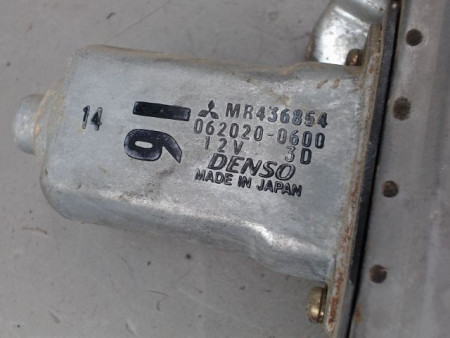 14
16
MR436854
062020-0600
12V 3D
DENSO
MADE IN JAPAN